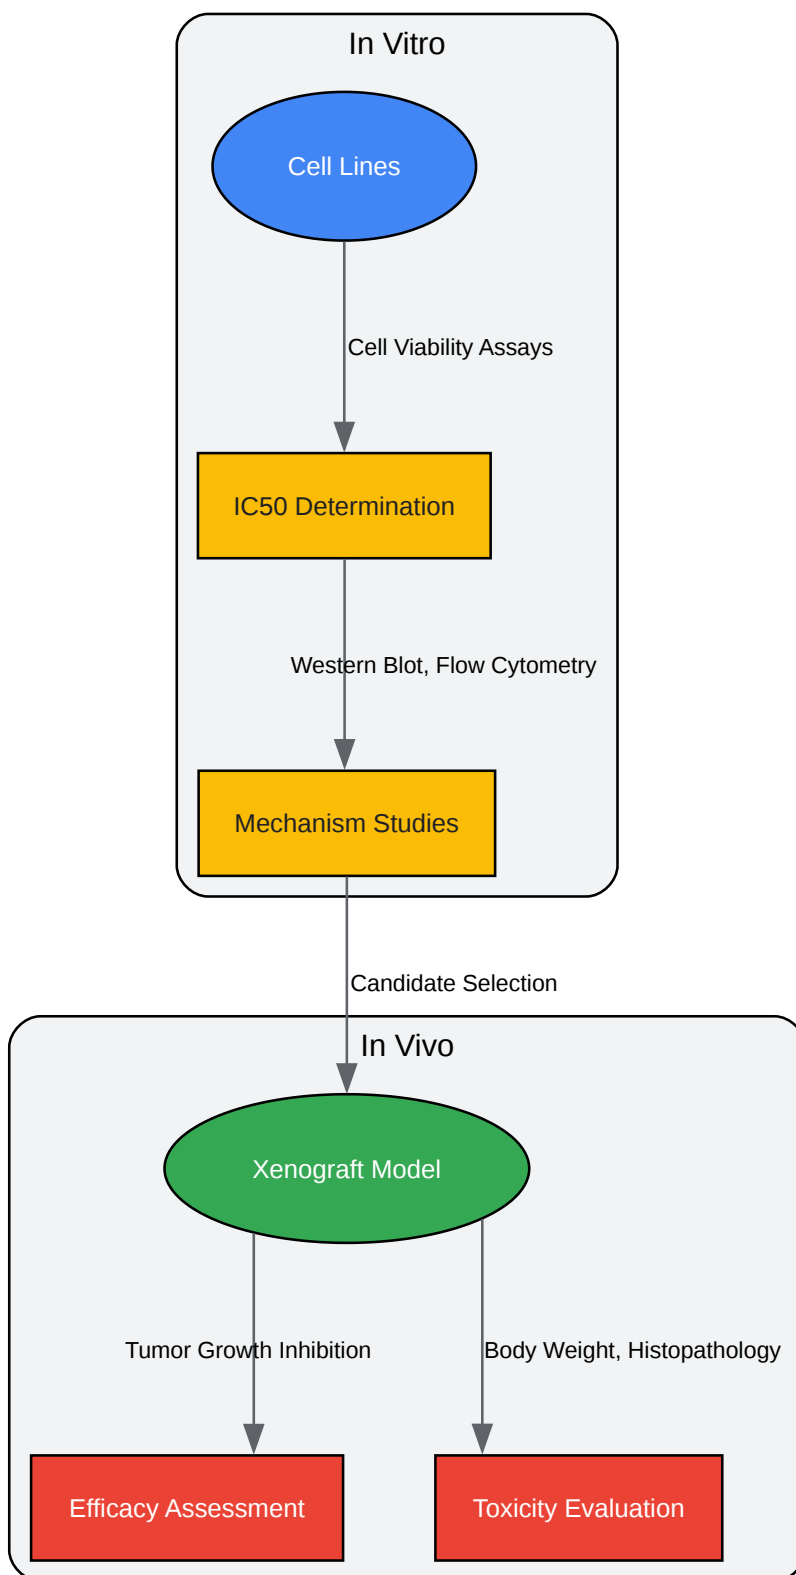 In Vitro
Cell Lines
Cell Viability Assays
IC50 Determination
Western Blot, Flow Cytometry
Mechanism Studies
Candidate Selection
In Vivo
Xenograft Model
Tumor Growth Inhibition
Body Weight, Histopathology
Efficacy Assessment
Toxicity Evaluation